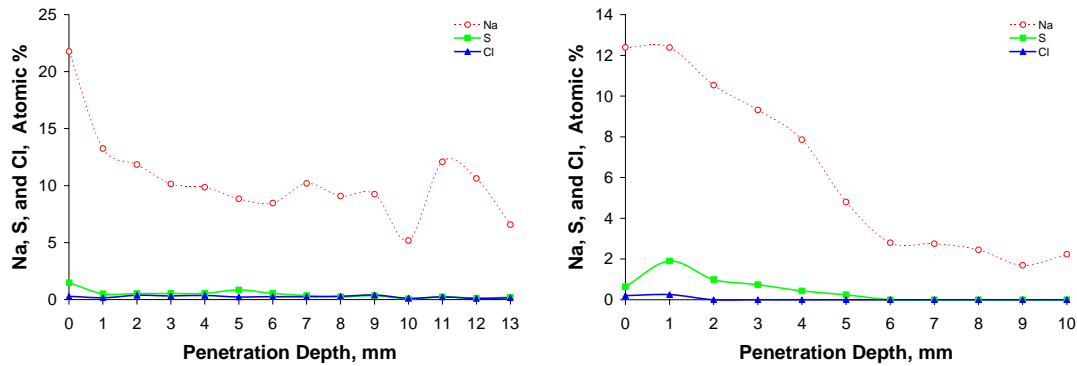 Na, S, and Cl, Atomic %
25
20
15
10
5
0
0 1 2 3 4 5 6 7 8 9 10 11 12 13
Penetration Depth, mm
Na
S
Cl
Na, S, and Cl, Atomic %
14
12
10
8
6
4
2
0
0 1 2 3 4 5 6 7 8 9 10
Penetration Depth, mm
Na
S
Cl